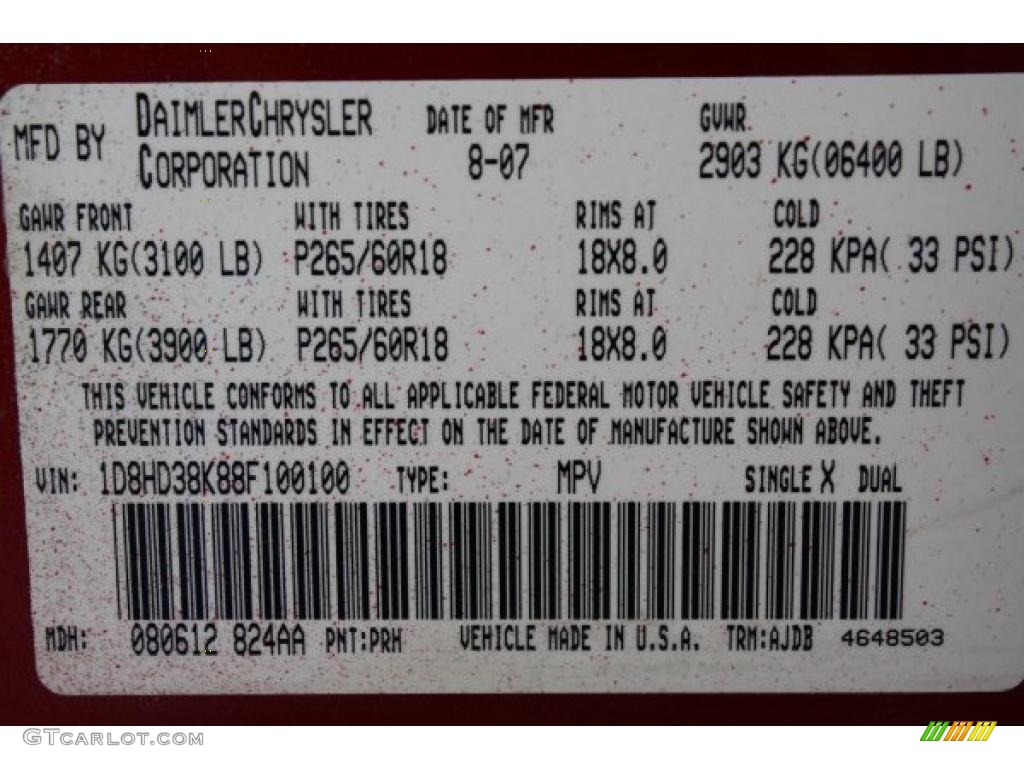 MFD BY DAIMLERCHRYSLER CORPORATION DATE OF MFR 8-07 GVWR 2903 KG(06400 LB)
GAWR FRONT WITH TIRES RIMS AT COLD
1407 KG(3100 LB) P265/60R18 18X8.0 228 KPA( 33 PSI)
GAWR REAR WITH TIRES RIMS AT COLD
1770 KG(3900 LB) P265/60R18 18X8.0 228 KPA( 33 PSI)
THIS VEHICLE CONFORMS TO ALL APPLICABLE FEDERAL MOTOR VEHICLE SAFETY AND THEFT
PREVENTION STANDARDS IN EFFECT ON THE DATE OF MANUFACTURE SHOWN ABOVE.
VIN: 1D8HD38K88F100100 TYPE: MPV SINGLE X DUAL
MDH: 080612 824AA PNT:PRH VEHICLE MADE IN U.S.A. TRM:AJDB 4648503
GTCARLOT.COM